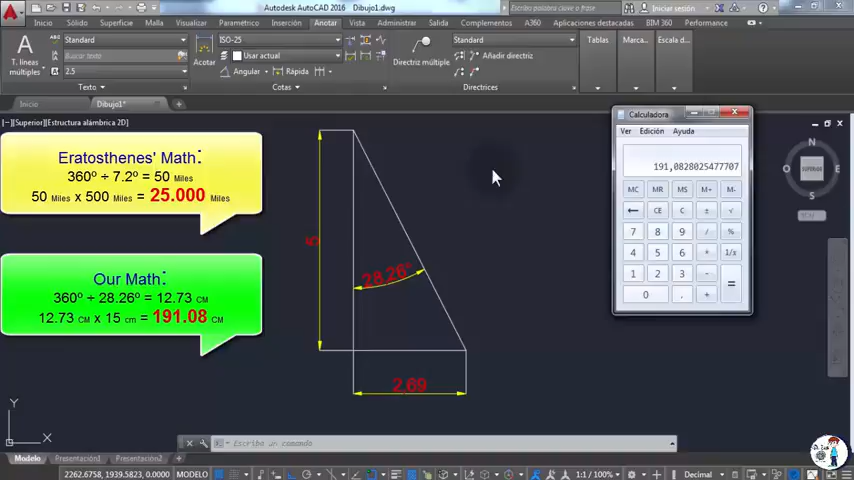 Autodesk AutoCAD 2016 Dibujo1.dwg
Iniciar sesión
Inicio Sólido Superficie Malla Visualizar Paramétrico Inserción Anotar Vista Administrar Salida Complementos A360 Aplicaciones destacadas BIM 360 Performance
A
T. líneas
múltiples
Standard
Buscar texto
2.5
Texto
Acotar
ISO-25
Usar actual
Angular
Rápida
Cotas
Directriz múltiple
Standard
Añadir directriz
Directrices
Tablas
Marca...
Escala d...
Inicio
Dibujo1*
[−][Superior][Estructura alámbrica 2D]
Eratosthenes' Math:
360º ÷ 7.2º = 50 Miles
50 Miles x 500 Miles = 25.000 Miles
Our Math:
360º ÷ 28.26º = 12.73 CM
12.73 CM x 15 cm = 191.08 CM
5
28.26°
2.69
Calculadora
Ver Edición Ayuda
191,0828025477707
MC MR MS M+ M-
← CE C ± √
7 8 9 / %
4 5 6 * 1/x
1 2 3 - =
0 . +
N
O
SUPERIOR
E
S
Y
X
Escriba un comando
Modelo Presentación1 Presentación2
2262.6758, 1939.5823, 0.0000 MODELO
1:1 / 100%
Decimal